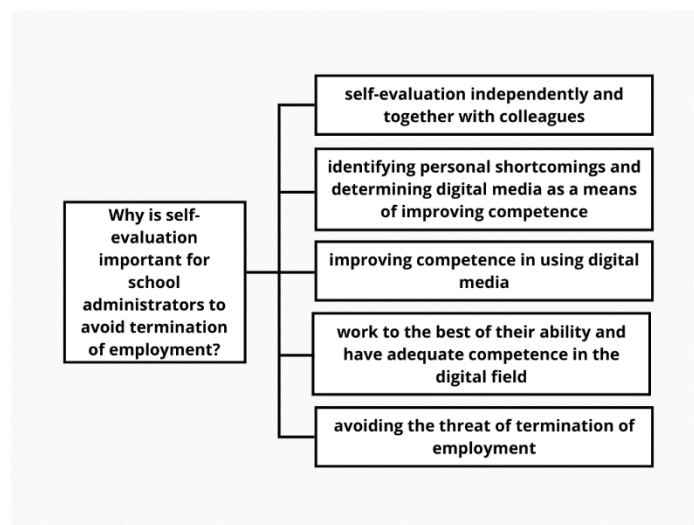 Why is self-
evaluation
important for
school
administrators to
avoid termination
of employment?
self-evaluation independently and
together with colleagues
identifying personal shortcomings and
determining digital media as a means
of improving competence
improving competence in using digital
media
work to the best of their ability and
have adequate competence in the
digital field
avoiding the threat of termination of
employment